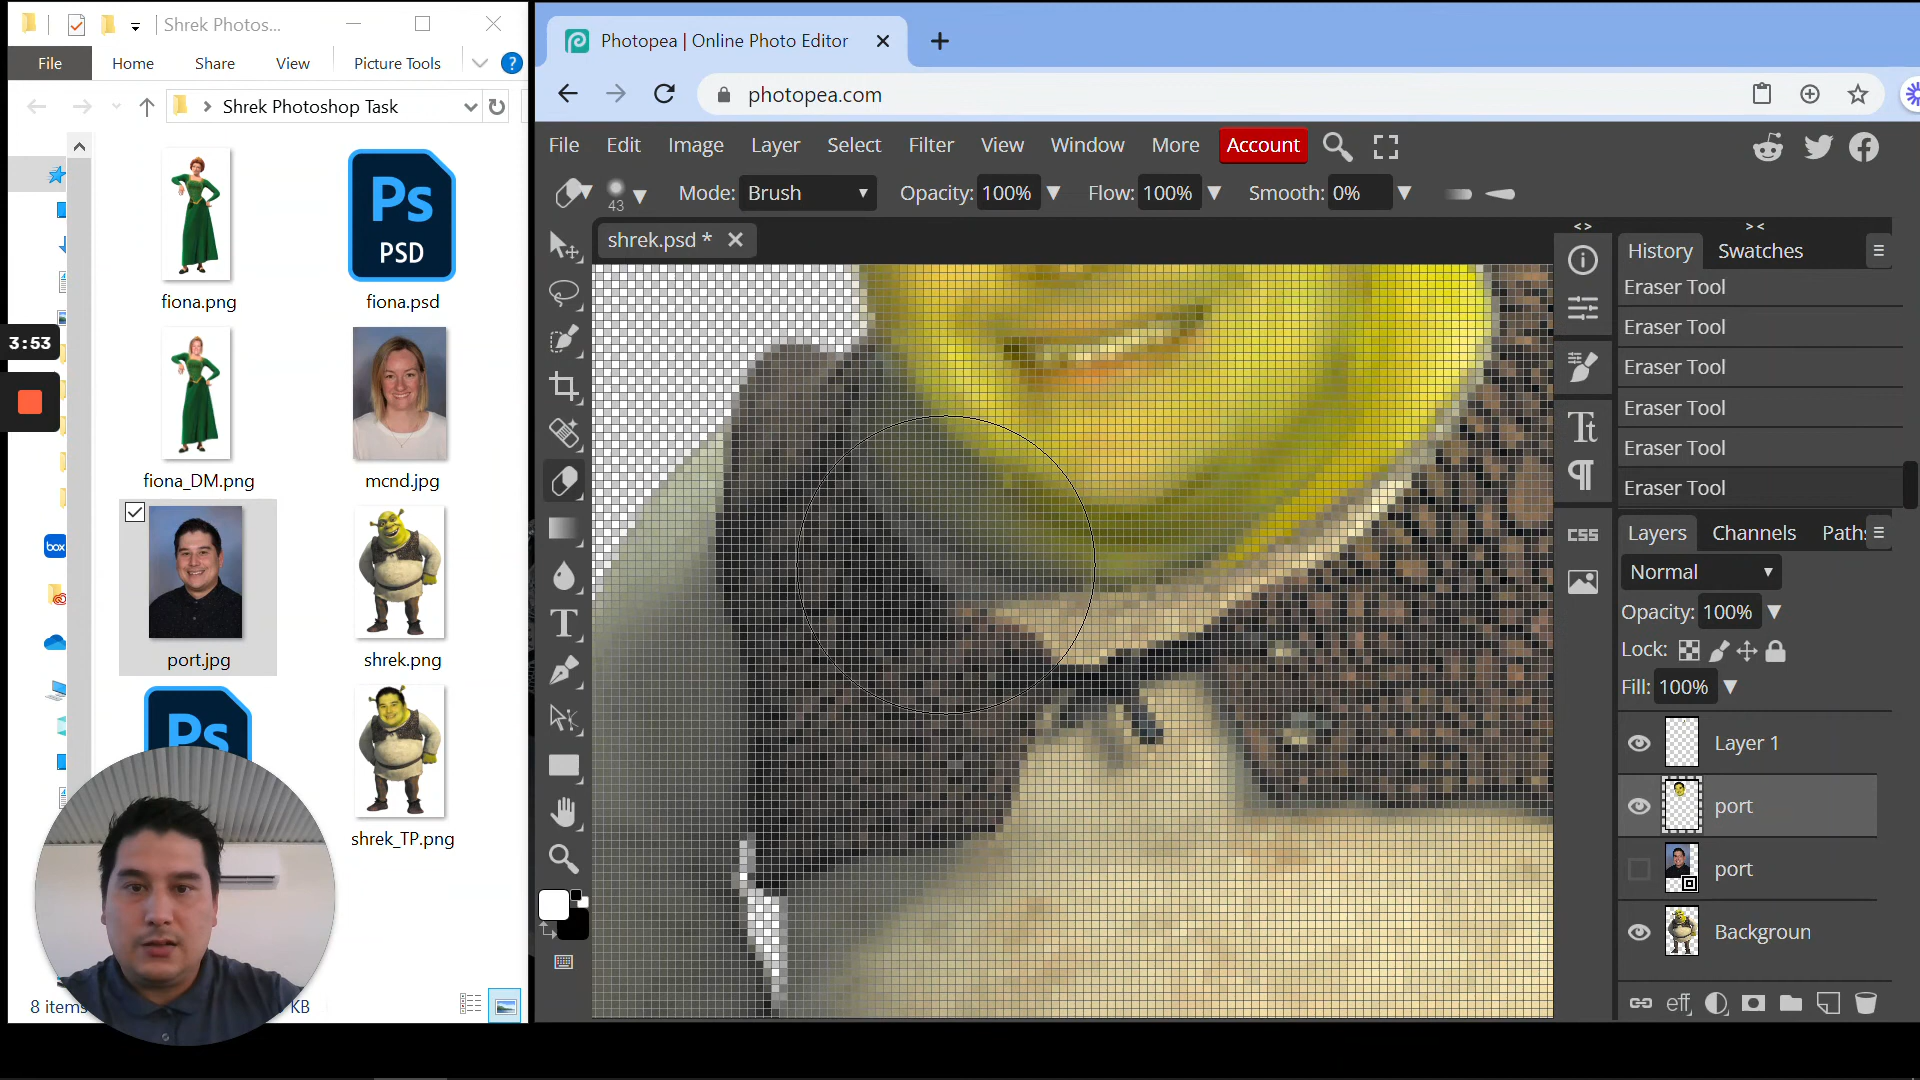 Shrek Photos...
File Home Share View Picture Tools
Shrek Photoshop Task
fiona.png
Ps
PSD
fiona.psd
3:53
fiona_DM.png
mcnd.jpg
box
port.jpg
shrek.png
Ps
shrek_TP.png
8 items
KB
Photopea | Online Photo Editor
photopea.com
File Edit Image Layer Select Filter View Window More Account
43
Mode: Brush
Opacity: 100%
Flow: 100%
Smooth: 0%
shrek.psd *
History Swatches
Eraser Tool
Eraser Tool
Eraser Tool
Eraser Tool
Eraser Tool
Eraser Tool
CSS
Layers Channels Path
Normal
Opacity: 100%
Lock:
Fill: 100%
Layer 1
port
port
Backgroun
eff